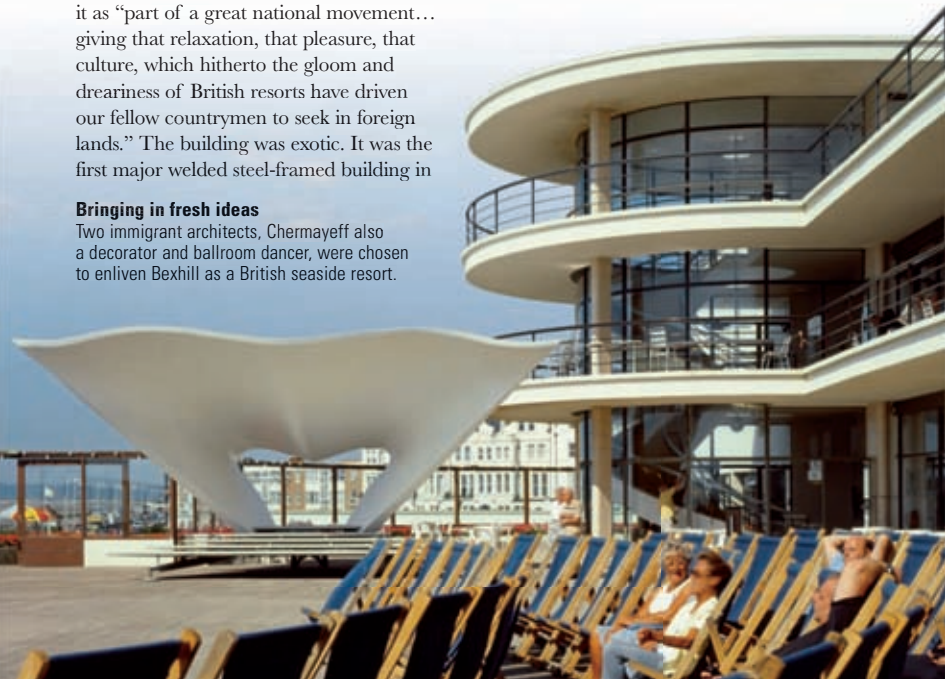 it as “part of a great national movement…
giving that relaxation, that pleasure, that
culture, which hitherto the gloom and
dreariness of British resorts have driven
our fellow countrymen to seek in foreign
lands.” The building was exotic. It was the
first major welded steel-framed building in
Bringing in fresh ideas
Two immigrant architects, Chermayeff also
a decorator and ballroom dancer, were chosen
to enliven Bexhill as a British seaside resort.